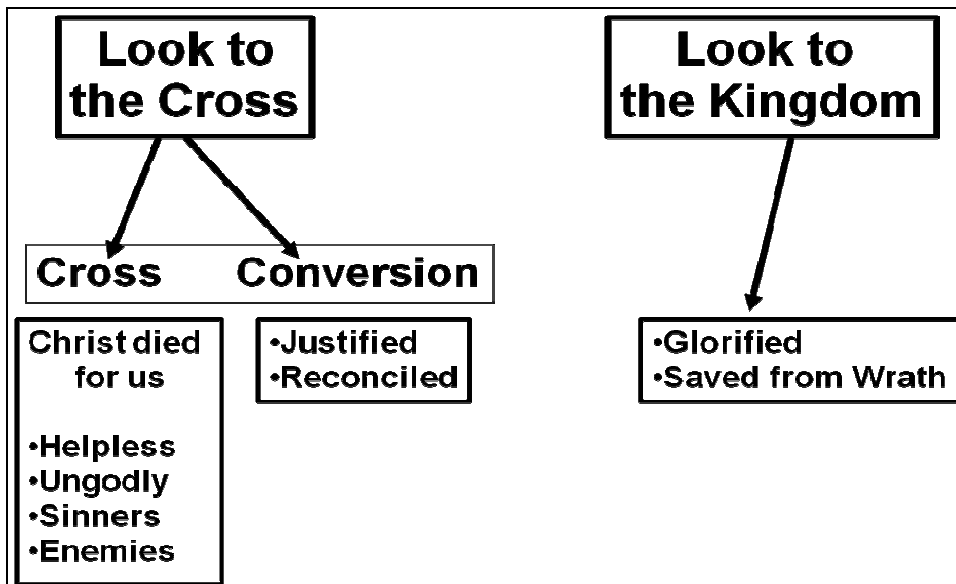 Look to
the Cross
Look to
the Kingdom
Cross Conversion
Christ died
for us
•Helpless
•Ungodly
•Sinners
•Enemies
•Justified
•Reconciled
•Glorified
•Saved from Wrath